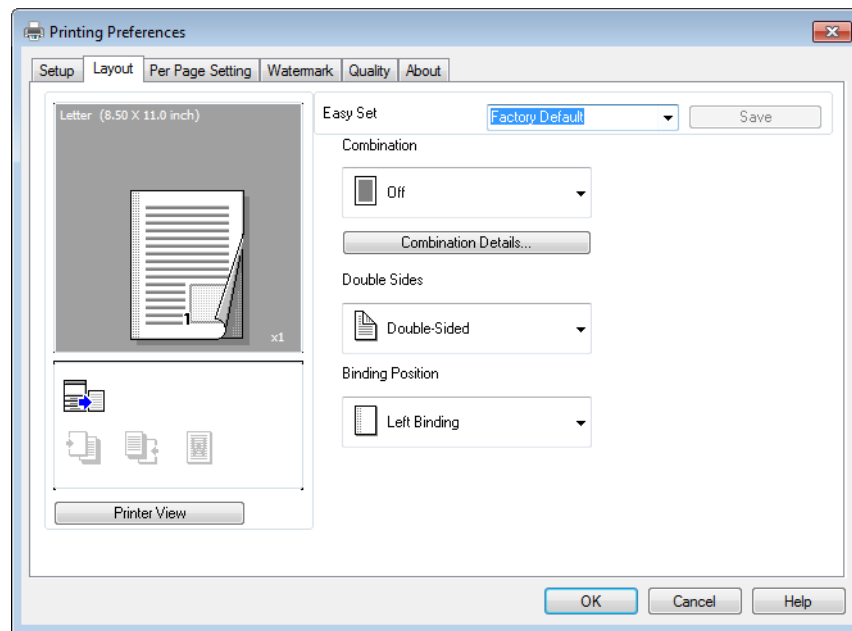 Printing Preferences
Setup Layout Per Page Setting Watermark Quality About
Letter (8.50 X 11.0 inch)
1
x1
Printer View
Easy Set Factory Default Save
Combination
Off
Combination Details...
Double Sides
Double-Sided
Binding Position
Left Binding
OK Cancel Help